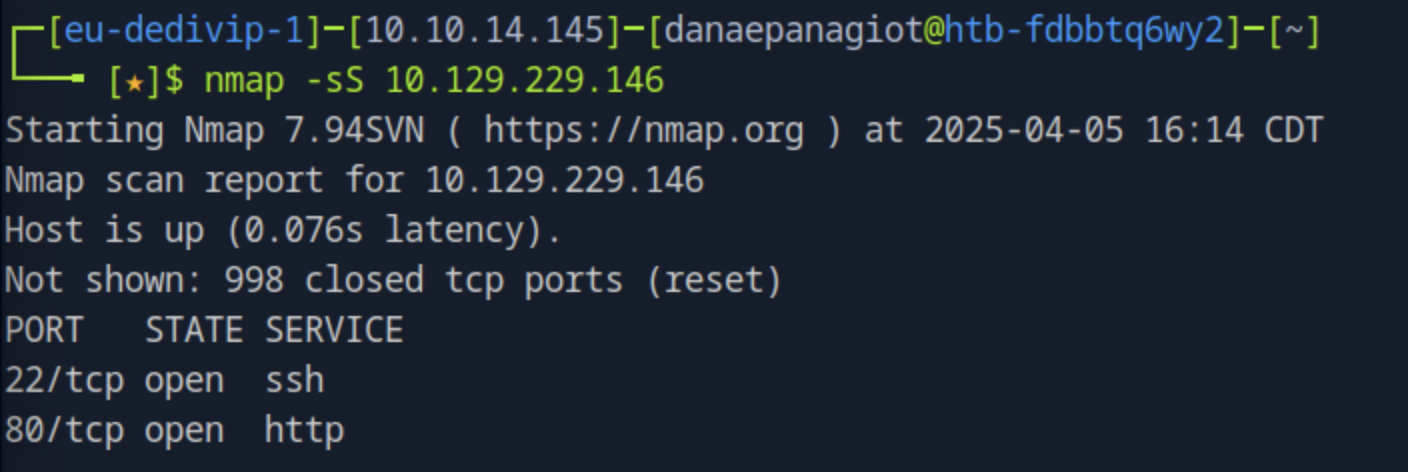 ┌─[eu-dedivip-1]─[10.10.14.145]─[danaepanagiot@htb-fdbbtq6wy2]─[~]
└──╼ [★]$ nmap -sS 10.129.229.146
Starting Nmap 7.94SVN ( https://nmap.org ) at 2025-04-05 16:14 CDT
Nmap scan report for 10.129.229.146
Host is up (0.076s latency).
Not shown: 998 closed tcp ports (reset)
PORT   STATE SERVICE
22/tcp open  ssh
80/tcp open  http